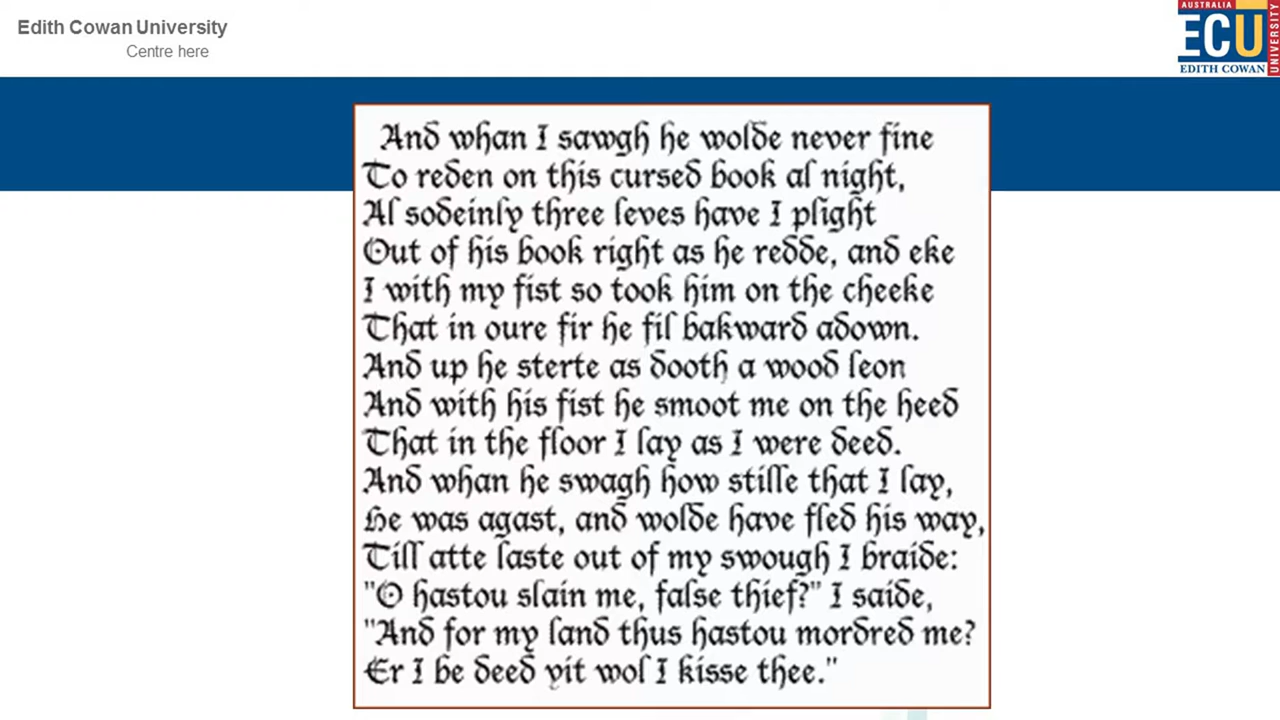 Edith Cowan University
Centre here
AUSTRALIA
ECU
UNIVERSITY
EDITH COWAN
And whan I sawgh he wolde never fine
To reden on this cursed book al night,
Al sodeinly three leves have I plight
Out of his book right as he redde, and eke
I with my fist so took him on the cheeke
That in oure fir he fil bakward adown.
And up he sterte as dooth a wood leon
And with his fist he smoot me on the heed
That in the floor I lay as I were deed.
And whan he swagh how stille that I lay,
He was agast, and wolde have fled his way,
Till atte laste out of my swough I braide:
"O hastou slain me, false thief?" I saide,
"And for my land thus hastou mordred me?
Er I be deed yit wol I kisse thee."